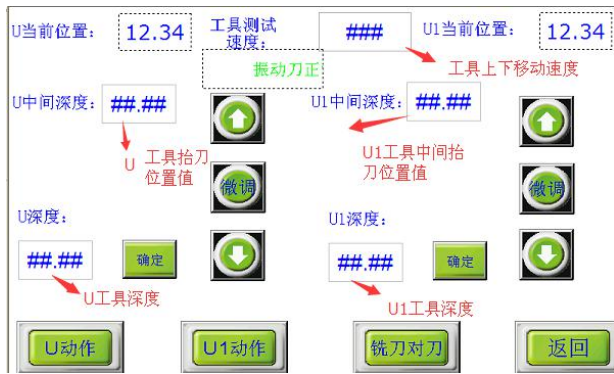 U当前位置：
12.34
工具测试
速度：
###
U1当前位置：
12.34
振动刀正
工具上下移动速度
U中间深度：
##.##
U1中间深度：
##.##
U 工具抬刀
位置值
U1工具中间抬
刀位置值
微调
微调
U深度：
U1深度：
##.##
确定
##.##
确定
U工具深度
U1工具深度
U动作
U1动作
铣刀对刀
返回